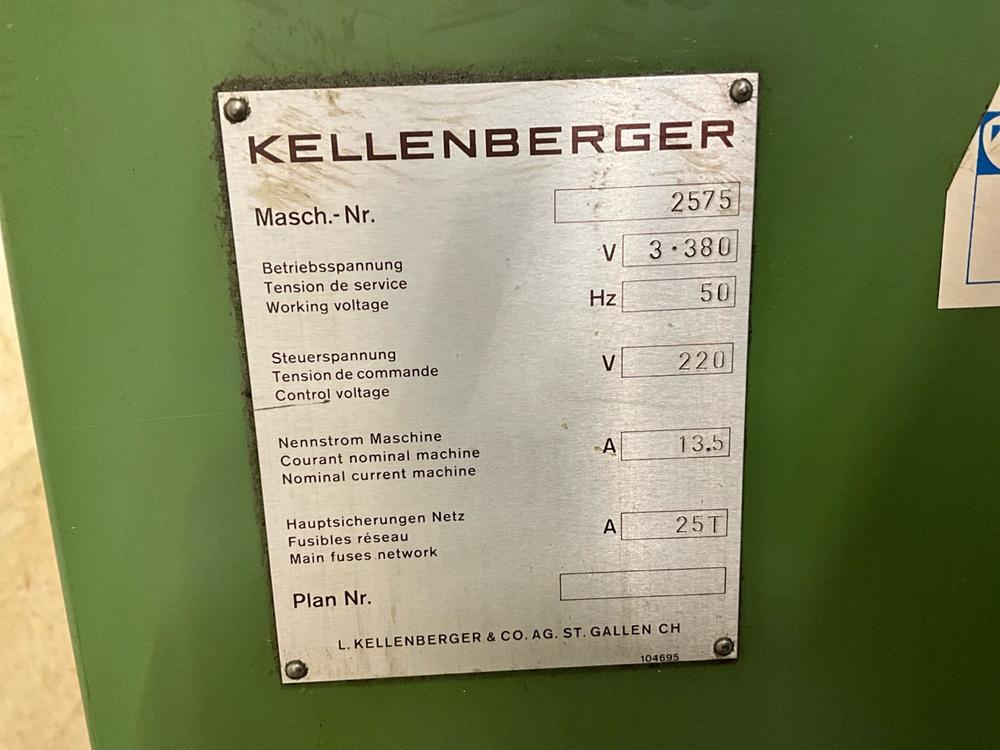 KELLENBERGER
Masch.-Nr. 2575
Betriebsspannung V 3·380
Tension de service
Working voltage Hz 50
Steuerspannung V 220
Tension de commande
Control voltage
Nennstrom Maschine
Courant nominal machine A 13.5
Nominal current machine
Hauptsicherungen Netz
Fusibles réseau A 25T
Main fuses network
Plan Nr.
L. KELLENBERGER & CO. AG. ST. GALLEN CH
104695